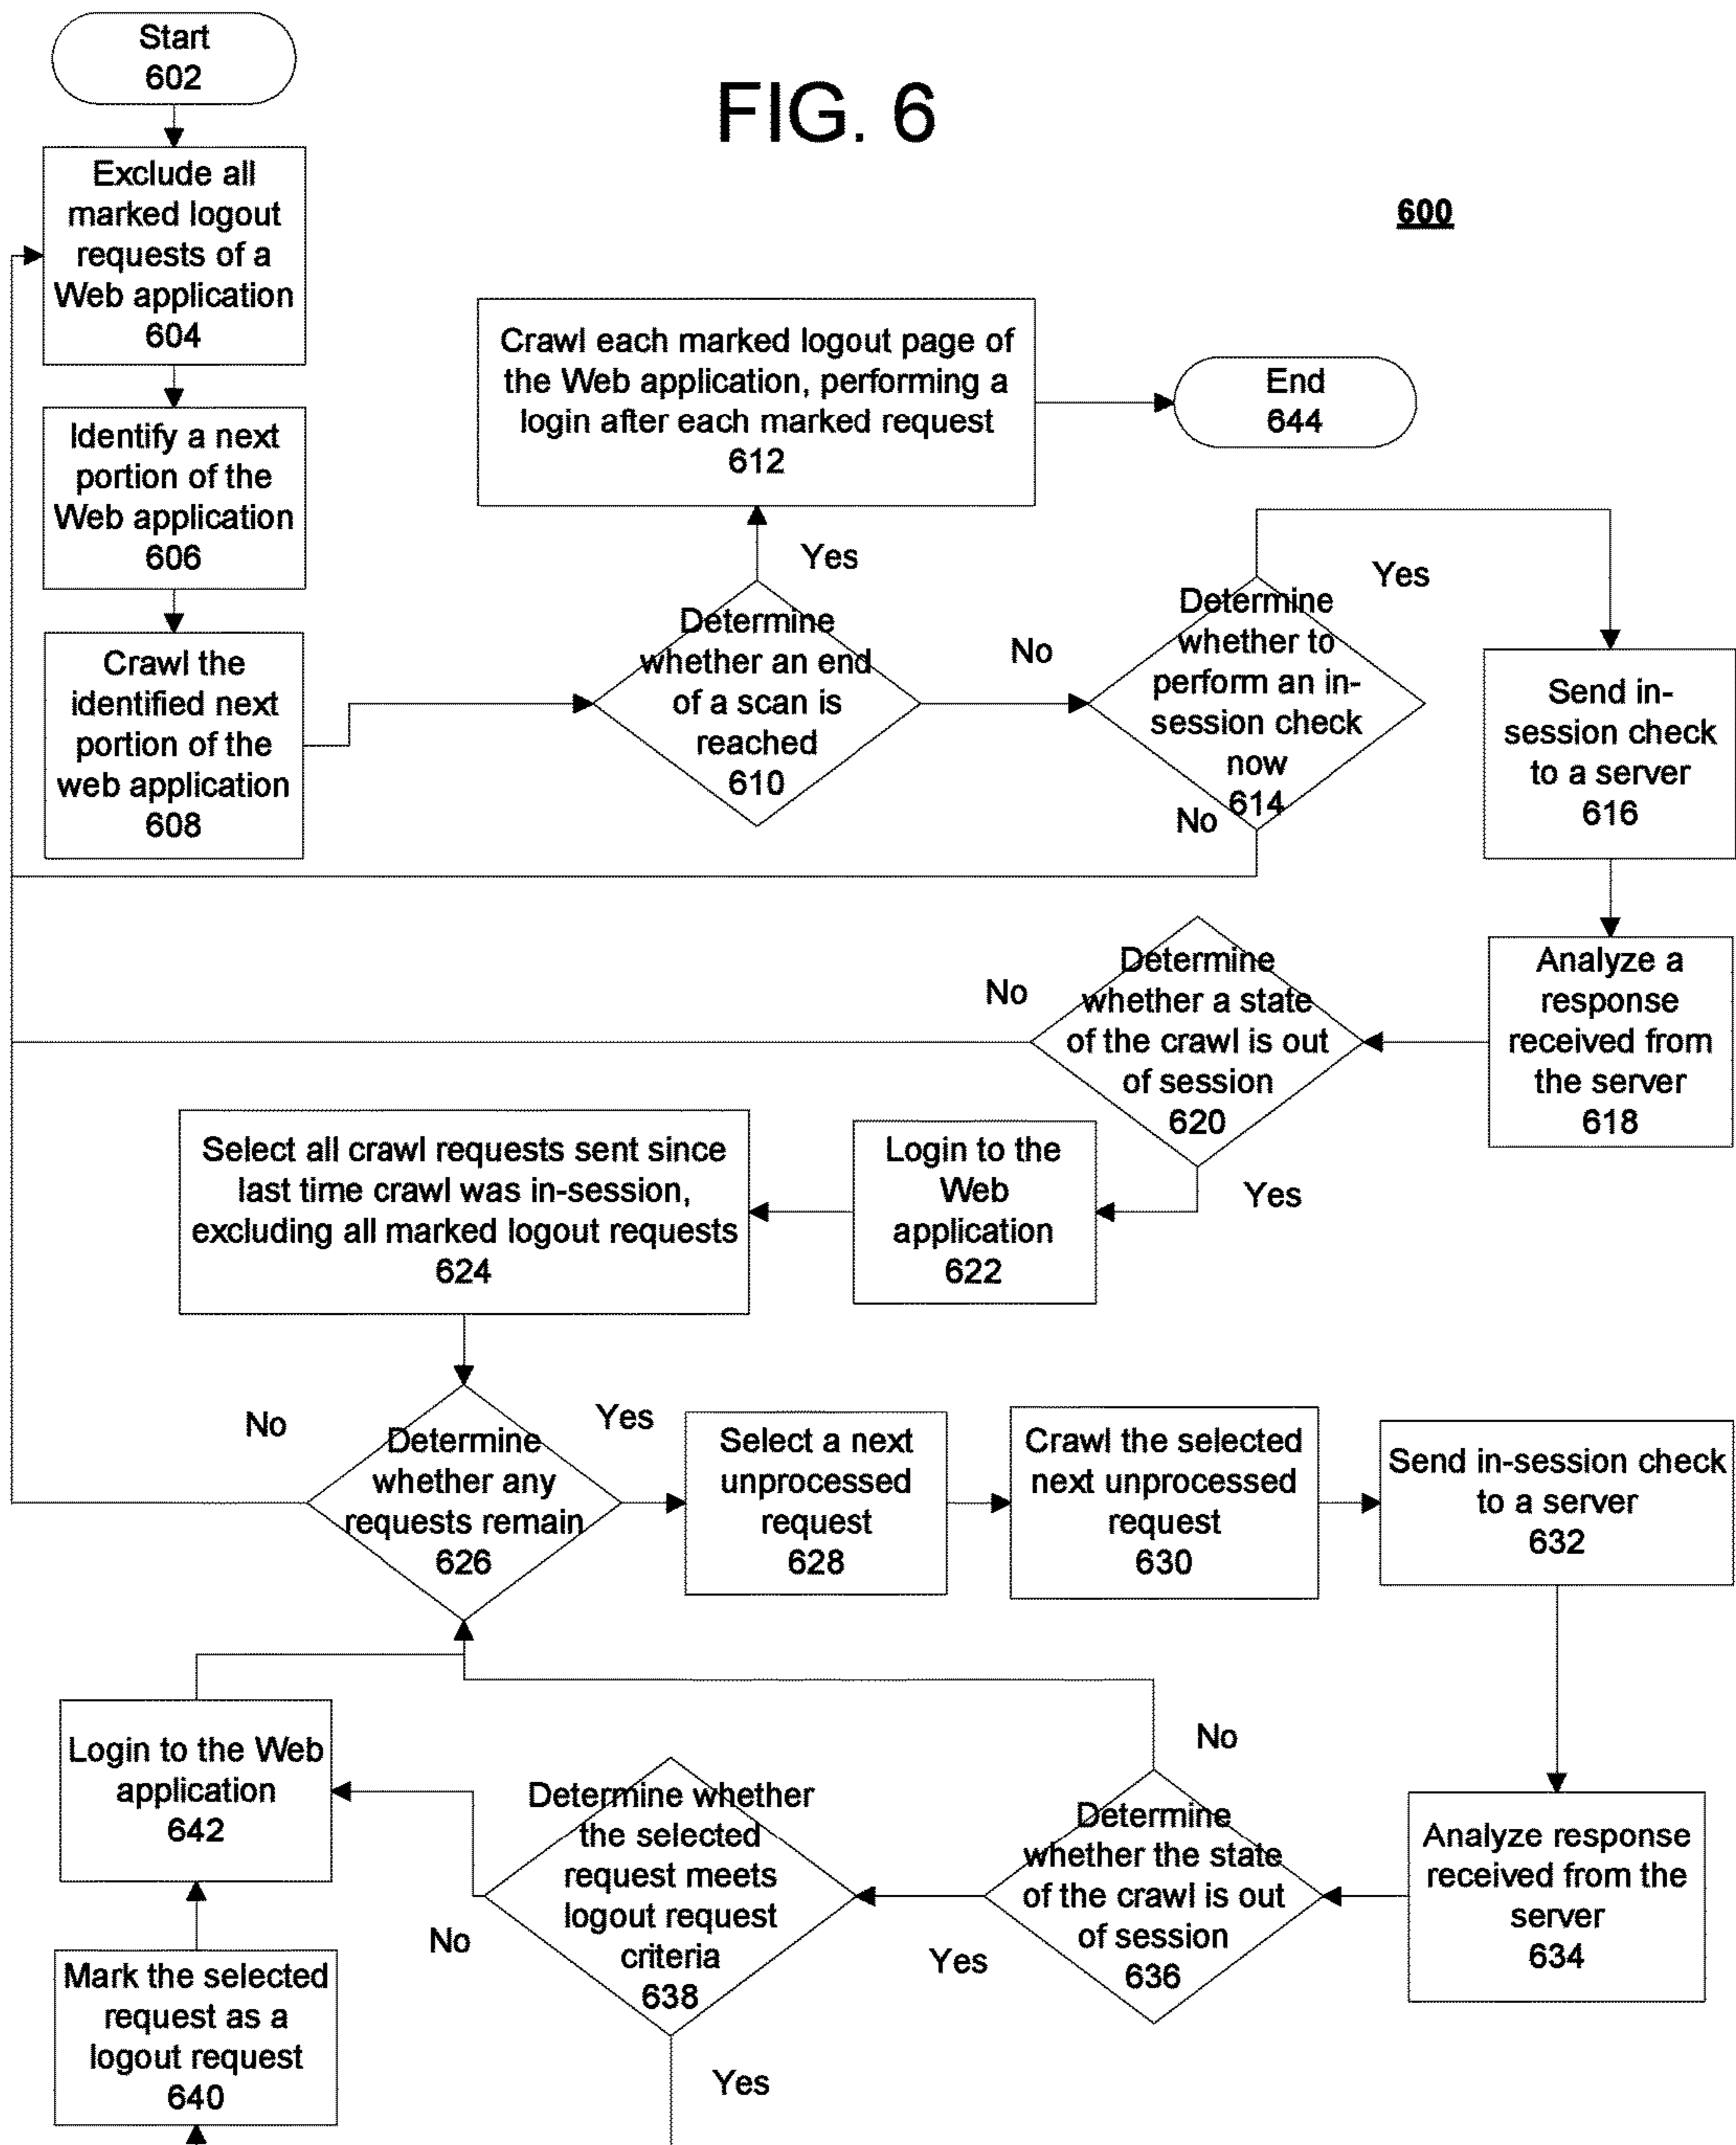 Start
602
FIG. 6
600
Exclude all
marked logout
requests of a
Web application
604
Identify a next
portion of the
Web application
606
Crawl the
identified next
portion of the
web application
608
Crawl each marked logout page of
the Web application, performing a
login after each marked request
612
End
644
Yes
Determine
whether an end
of a scan is
reached
610
No
Determine
whether to
perform an in-
session check
now
614
Yes
No
Send in-
session check
to a server
616
Analyze a
response
received from
the server
618
Determine
whether a state
of the crawl is out
of session
620
No
Yes
Login to the
Web
application
622
Select all crawl requests sent since
last time crawl was in-session,
excluding all marked logout requests
624
No
Determine
whether any
requests remain
626
Yes
Select a next
unprocessed
request
628
Crawl the selected
next unprocessed
request
630
Send in-session check
to a server
632
Analyze response
received from the
server
634
No
Determine
whether the state
of the crawl is out
of session
636
Yes
Determine whether
the selected
request meets
logout request
criteria
638
No
Yes
Login to the Web
application
642
Mark the selected
request as a
logout request
640